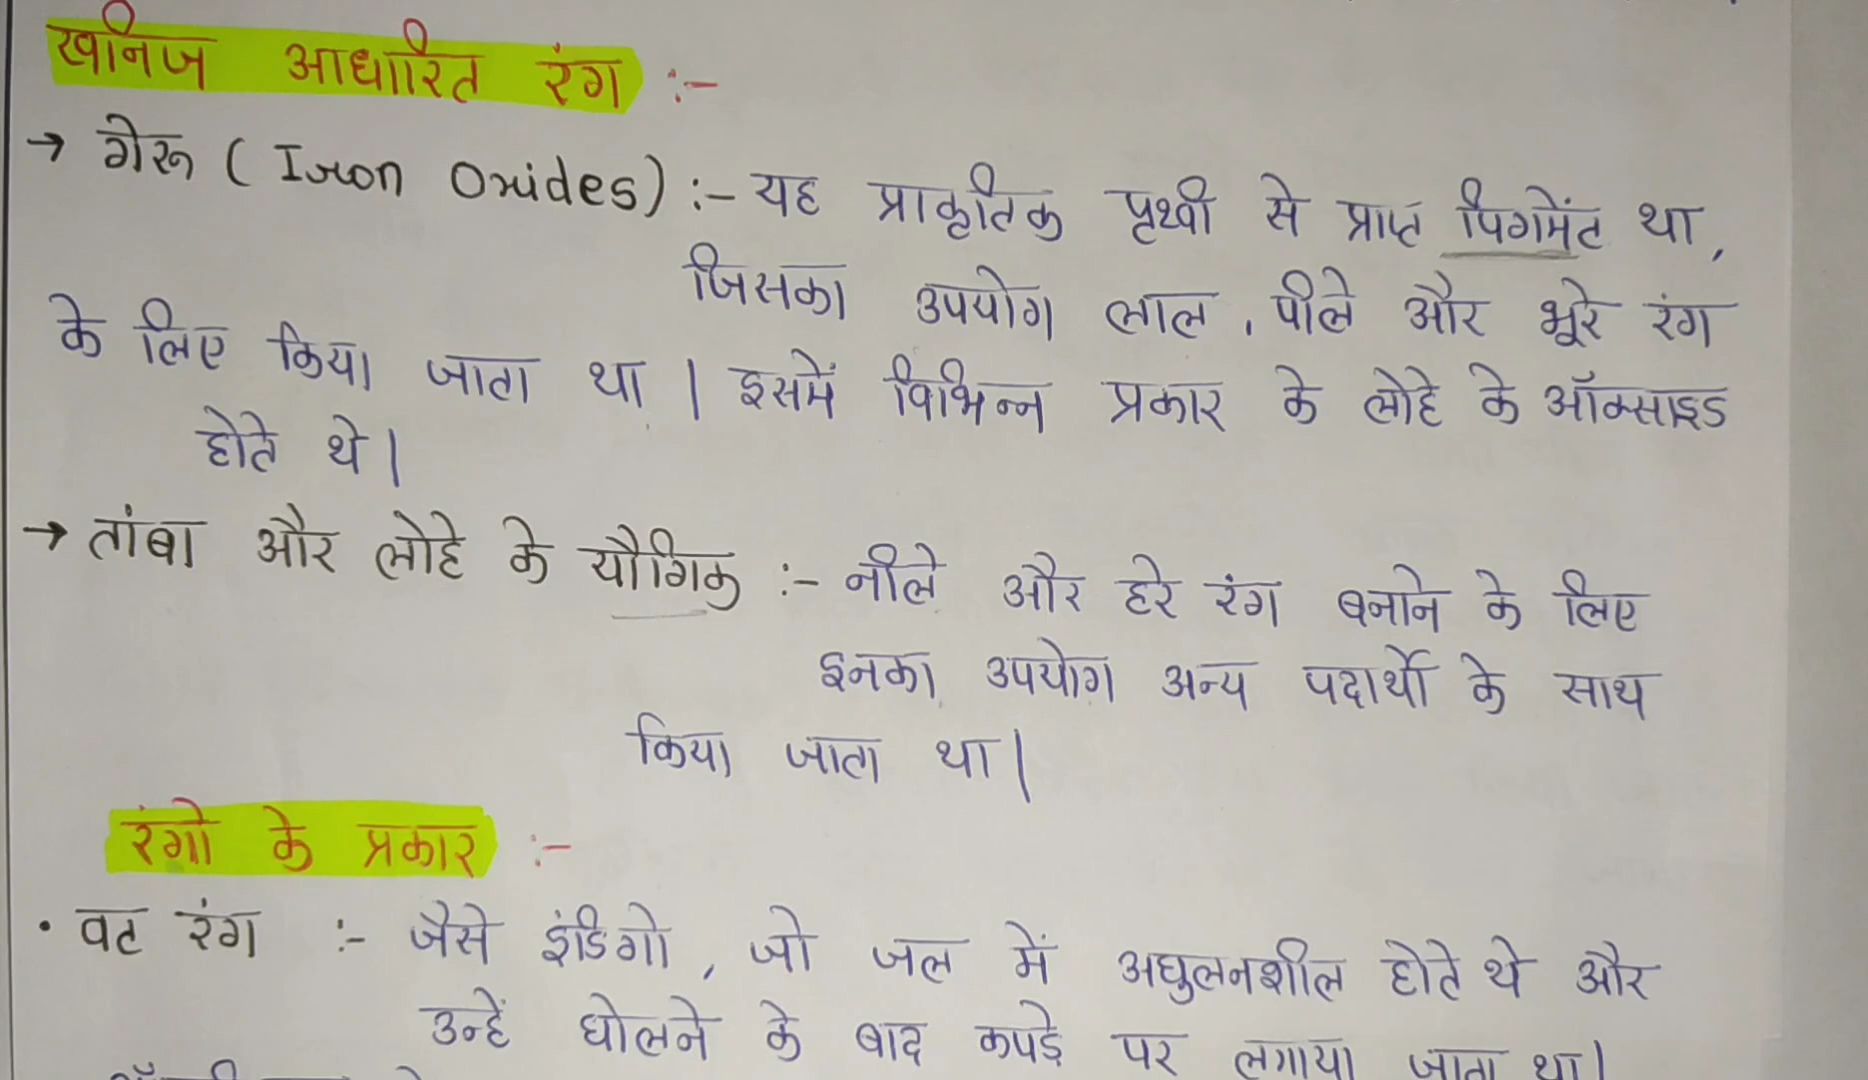 खनिज आधारित रंग :-
→ गेरू (Iron Oxides) :- यह प्राकृतिक पृथ्वी से प्राप्त पिगमेंट था,
जिसका उपयोग लाल, पीले और भूरे रंग
के लिए किया जाता था। इसमें विभिन्न प्रकार के लोहे के ऑक्साइड
होते थे।
→ तांबा और लोहे के यौगिक :- नीले और हरे रंग बनाने के लिए
इनका उपयोग अन्य पदार्थो के साथ
किया जाता था।
रंगो के प्रकार :-
• वट रंग :- जैसे इंडिगो, जो जल में अघुलनशील होते थे और
उन्हें घोलने के बाद कपड़े पर लगाया जाता था।